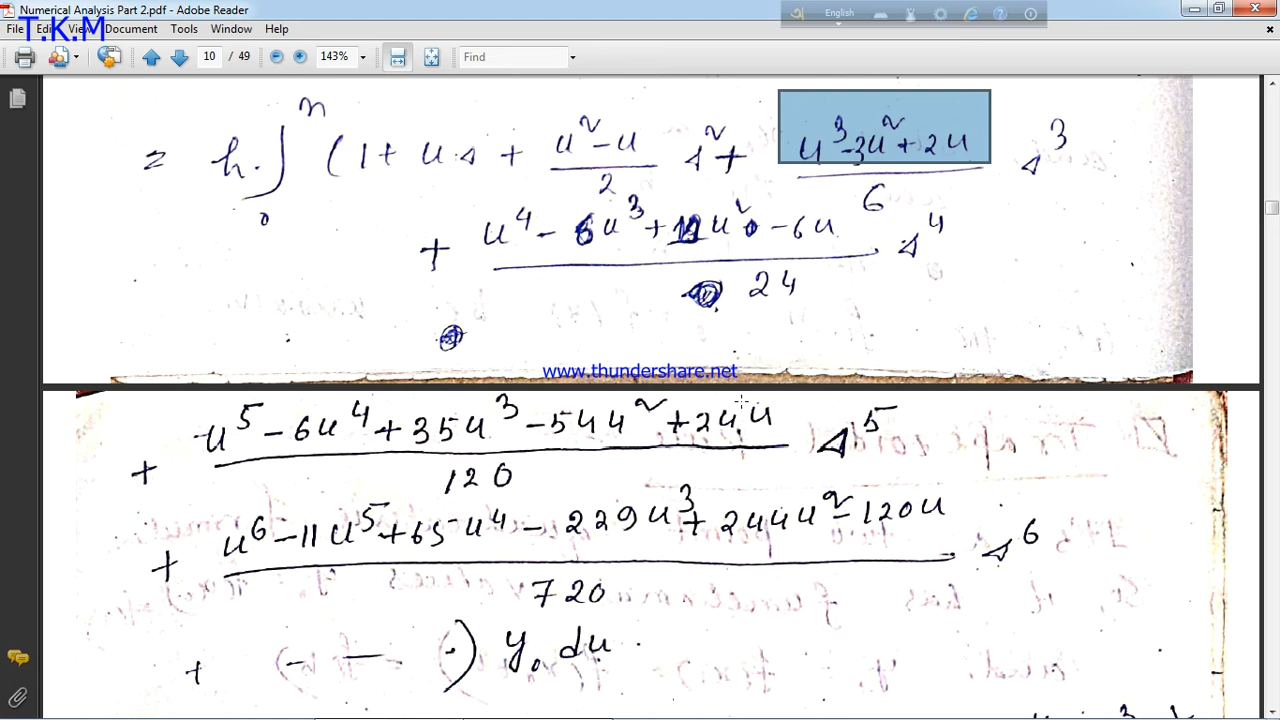 Numerical Analysis Part 2.pdf - Adobe Reader
English
T.K.M
File Edit View Document Tools Window Help
10 / 49 143% Find
= h.∫₀ⁿ (1 + u.Δ + (u² - u)/2 Δ² + (u³ - 3u² + 2u)/6 Δ³
+ (u⁴ - 6u³ + 11u² - 6u)/24 Δ⁴
www.thundershare.net
+ (u⁵ - 6u⁴ + 35u³ - 54u² + 24u)/120 Δ⁵
+ (u⁶ - 11u⁵ + 65u⁴ - 229u³ + 244u² - 120u)/720 Δ⁶
+ (- — - ·) y₀ du.